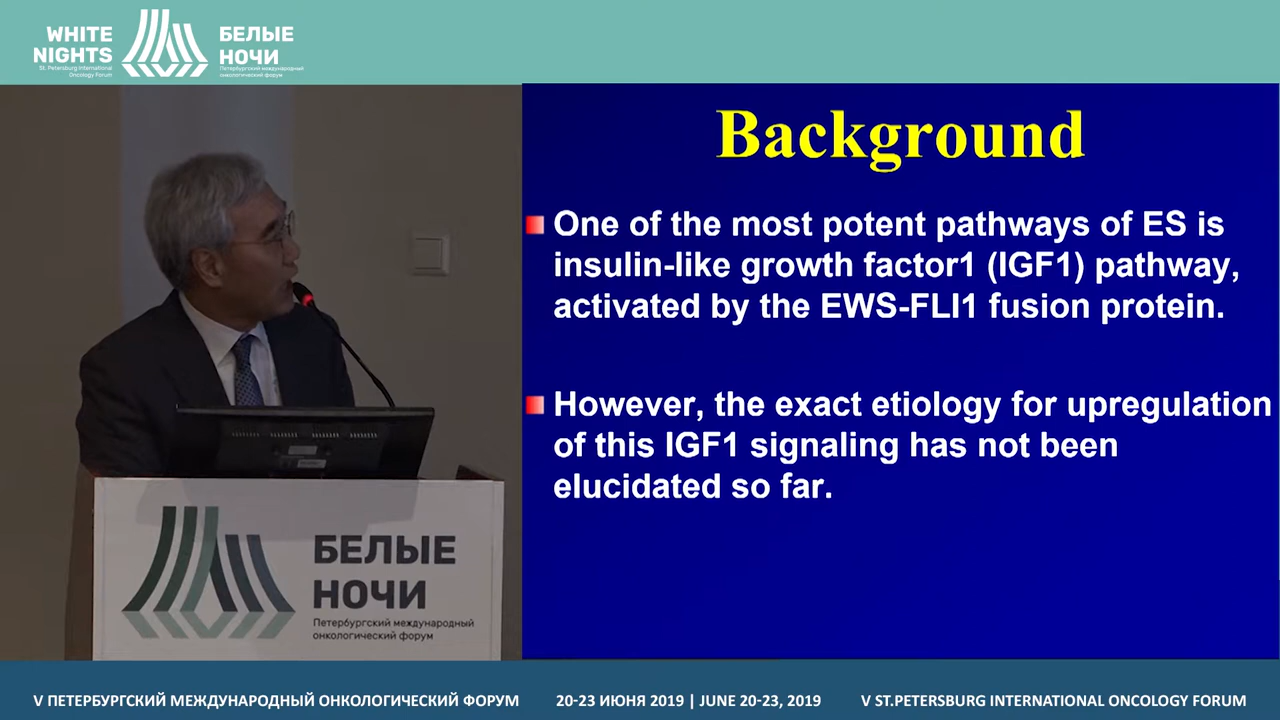 WHITE
NIGHTS
St. Petersburg International
Oncology Forum
БЕЛЫЕ
НОЧИ
Петербургский международный
онкологический форум
Background
One of the most potent pathways of ES is
insulin-like growth factor1 (IGF1) pathway,
activated by the EWS-FLI1 fusion protein.
However, the exact etiology for upregulation
of this IGF1 signaling has not been
elucidated so far.
БЕЛЫЕ
НОЧИ
Петербургский международный
онкологический форум
V ПЕТЕРБУРГСКИЙ МЕЖДУНАРОДНЫЙ ОНКОЛОГИЧЕСКИЙ ФОРУМ
20-23 ИЮНЯ 2019 | JUNE 20-23, 2019
V ST.PETERSBURG INTERNATIONAL ONCOLOGY FORUM